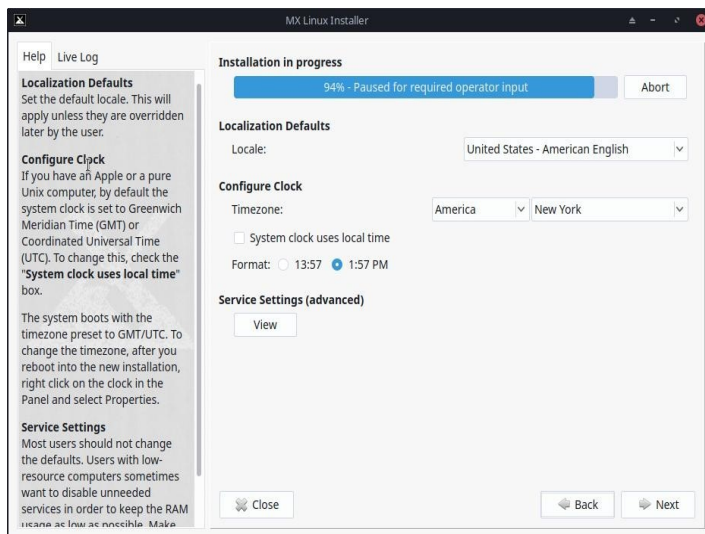 MX Linux Installer
Help
Live Log
Localization Defaults
Set the default locale. This will
apply unless they are overridden
later by the user.
Configure Clock
If you have an Apple or a pure
Unix computer, by default the
system clock is set to Greenwich
Meridian Time (GMT) or
Coordinated Universal Time
(UTC). To change this, check the
"System clock uses local time"
box.
The system boots with the
timezone preset to GMT/UTC. To
change the timezone, after you
reboot into the new installation,
right click on the clock in the
Panel and select Properties.
Service Settings
Most users should not change
the defaults. Users with low-
resource computers sometimes
want to disable unneeded
services in order to keep the RAM
usage as low as possible. Make
Installation in progress
94% - Paused for required operator input
Abort
Localization Defaults
Locale: United States - American English
Configure Clock
Timezone: America New York
System clock uses local time
Format: 13:57 1:57 PM
Service Settings (advanced)
View
Close
Back
Next